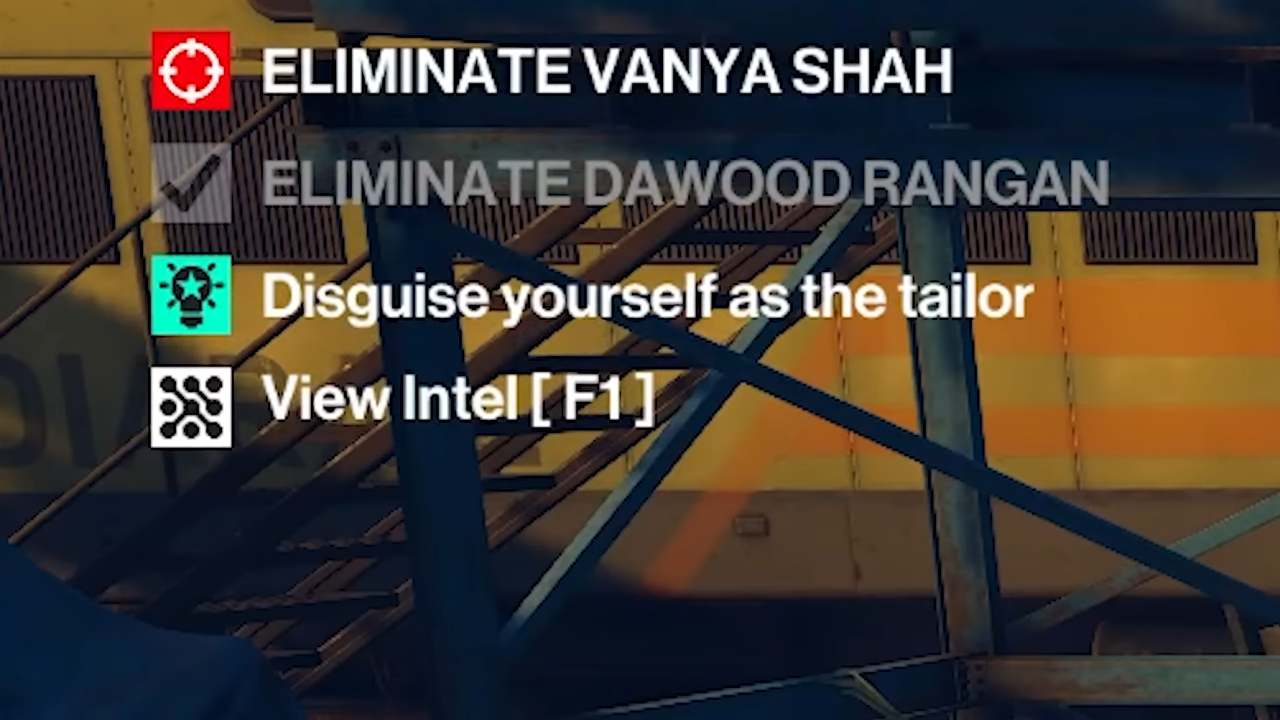 ELIMINATE VANYA SHAH
ELIMINATE DAWOOD RANGAN
Disguise yourself as the tailor
View Intel [ F1 ]